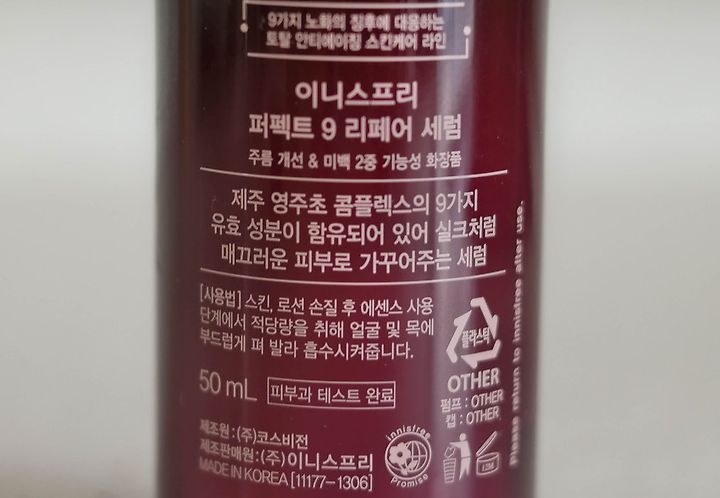 9가지 노화의 징후에 대응하는
토탈 안티에이징 스킨케어 라인
이니스프리
퍼펙트 9 리페어 세럼
주름 개선 & 미백 2중 기능성 화장품
제주 영주초 콤플렉스의 9가지
유효 성분이 함유되어 있어 실크처럼
매끄러운 피부로 가꾸어주는 세럼
[사용법] 스킨, 로션 손질 후 에센스 사용
단계에서 적당량을 취해 얼굴 및 목에
부드럽게 펴 발라 흡수시켜줍니다.
50 mL 피부과 테스트 완료
플라스틱
OTHER
펌프 : OTHER
캡 : OTHER
제조원 : (주)코스비전
제조판매원 : (주)이니스프리
MADE IN KOREA [11177-1306]
innisfree
Promise
12M
Please return to innisfree after use.